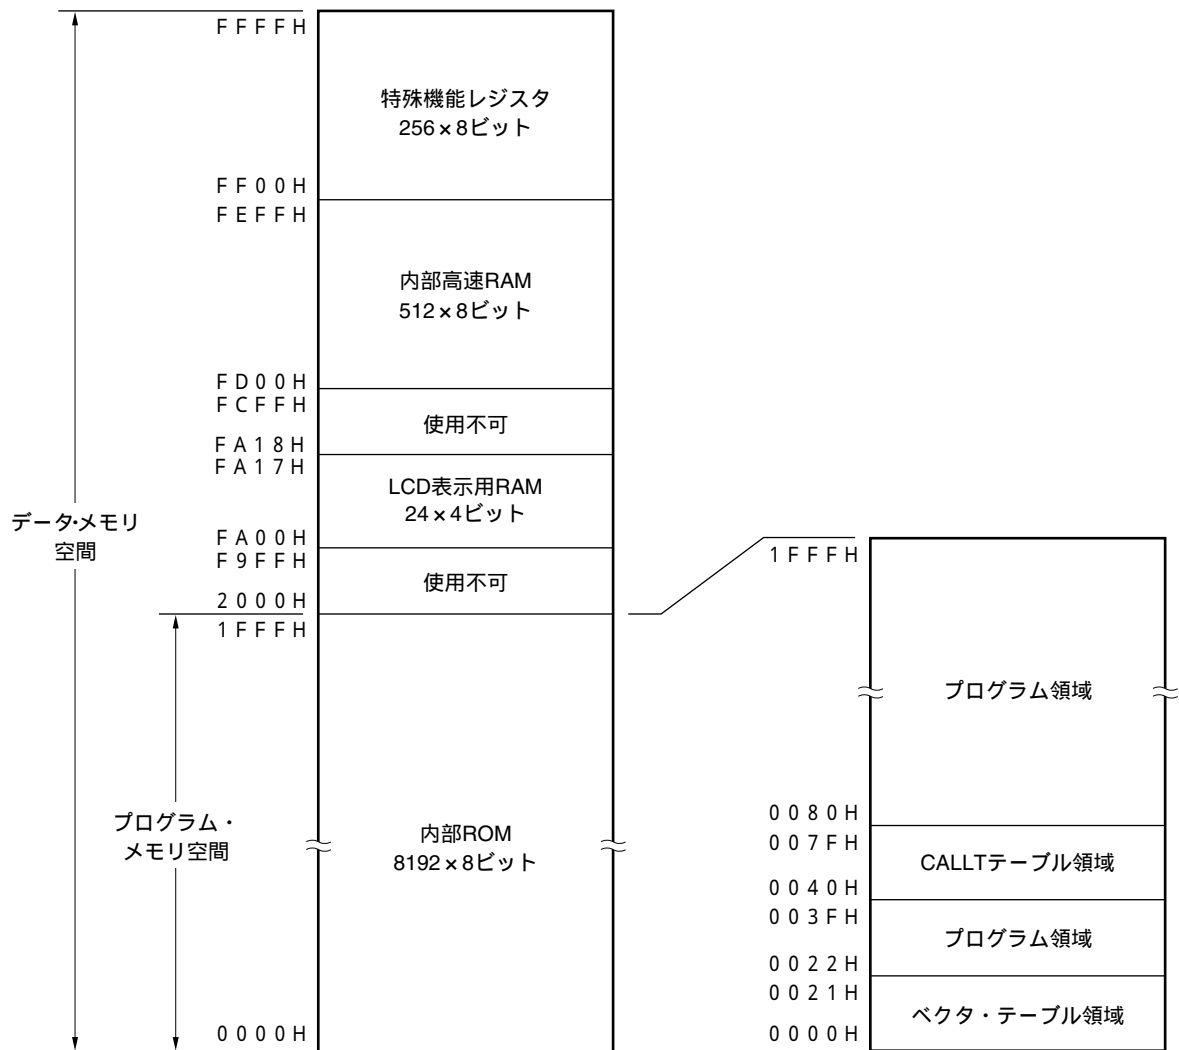 FFFFH
特殊機能レジスタ
256×8ビット
FF00H
FEFFH
内部高速RAM
512×8ビット
FD00H
FCFFH
使用不可
FA18H
FA17H
LCD表示用RAM
24×4ビット
データ・メモリ
空間
FA00H
F9FFH
使用不可
2000H
1FFFH
プログラム・
メモリ空間
内部ROM
8192×8ビット
0000H
1FFFH
プログラム領域
0080H
007FH
CALLTテーブル領域
0040H
003FH
プログラム領域
0022H
0021H
ベクタ・テーブル領域
0000H